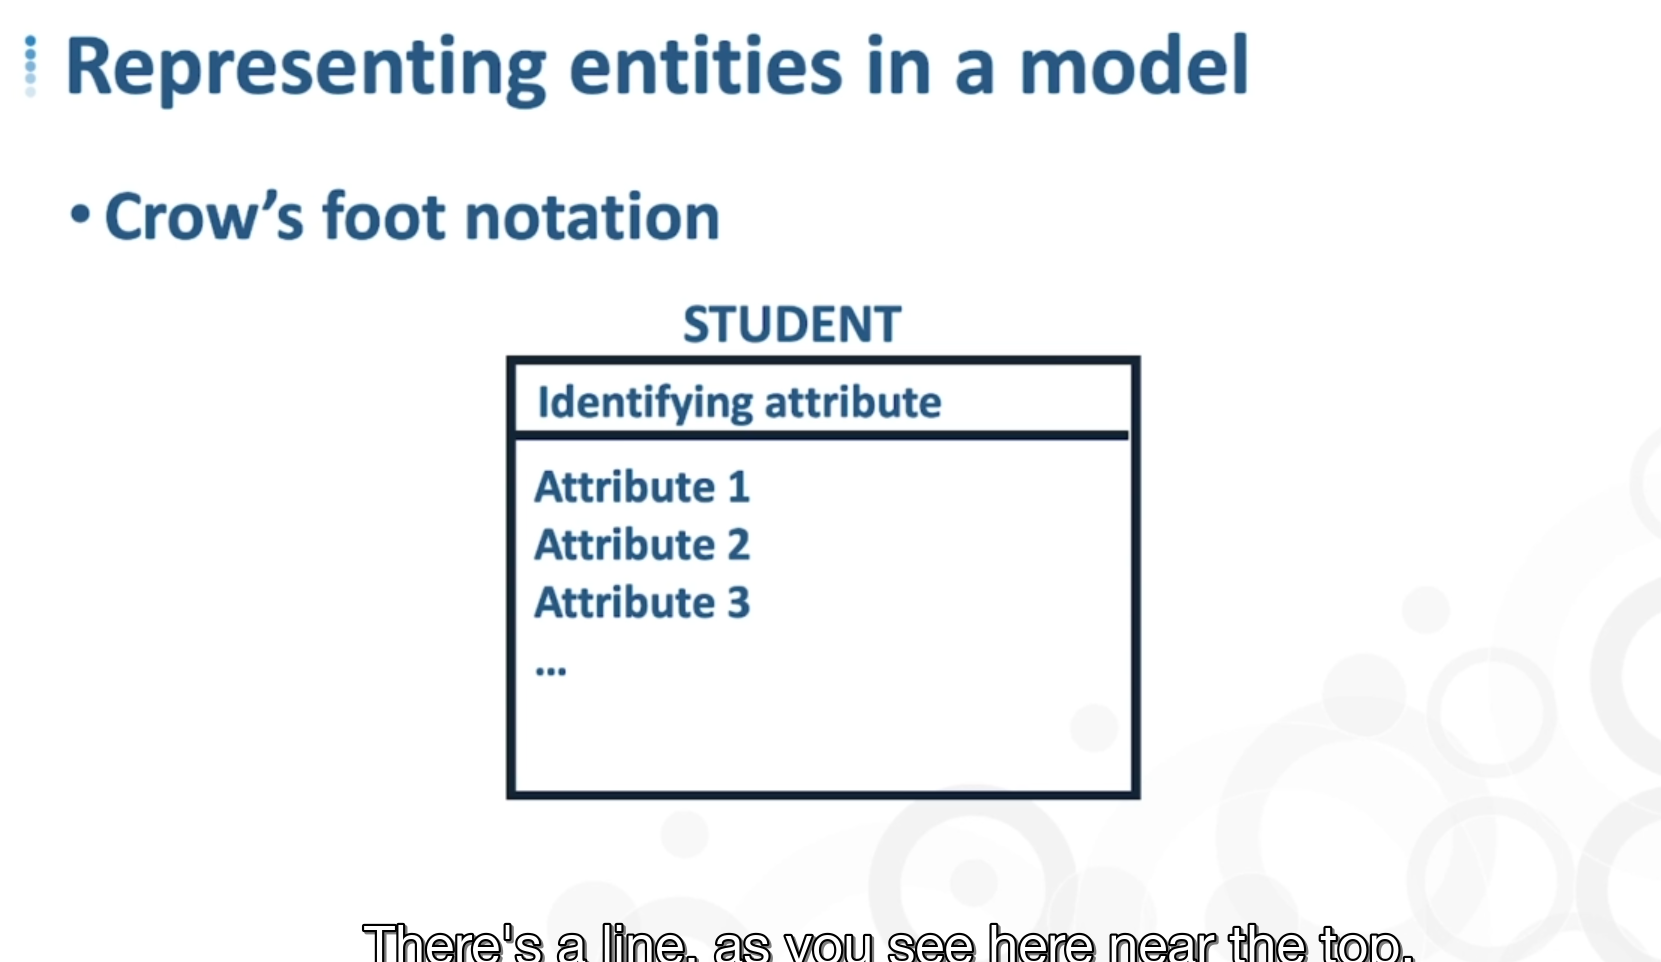 Representing entities in a model
• Crow’s foot notation
STUDENT
Identifying attribute
Attribute 1
Attribute 2
Attribute 3
...
There's a line, as you see here near the top,